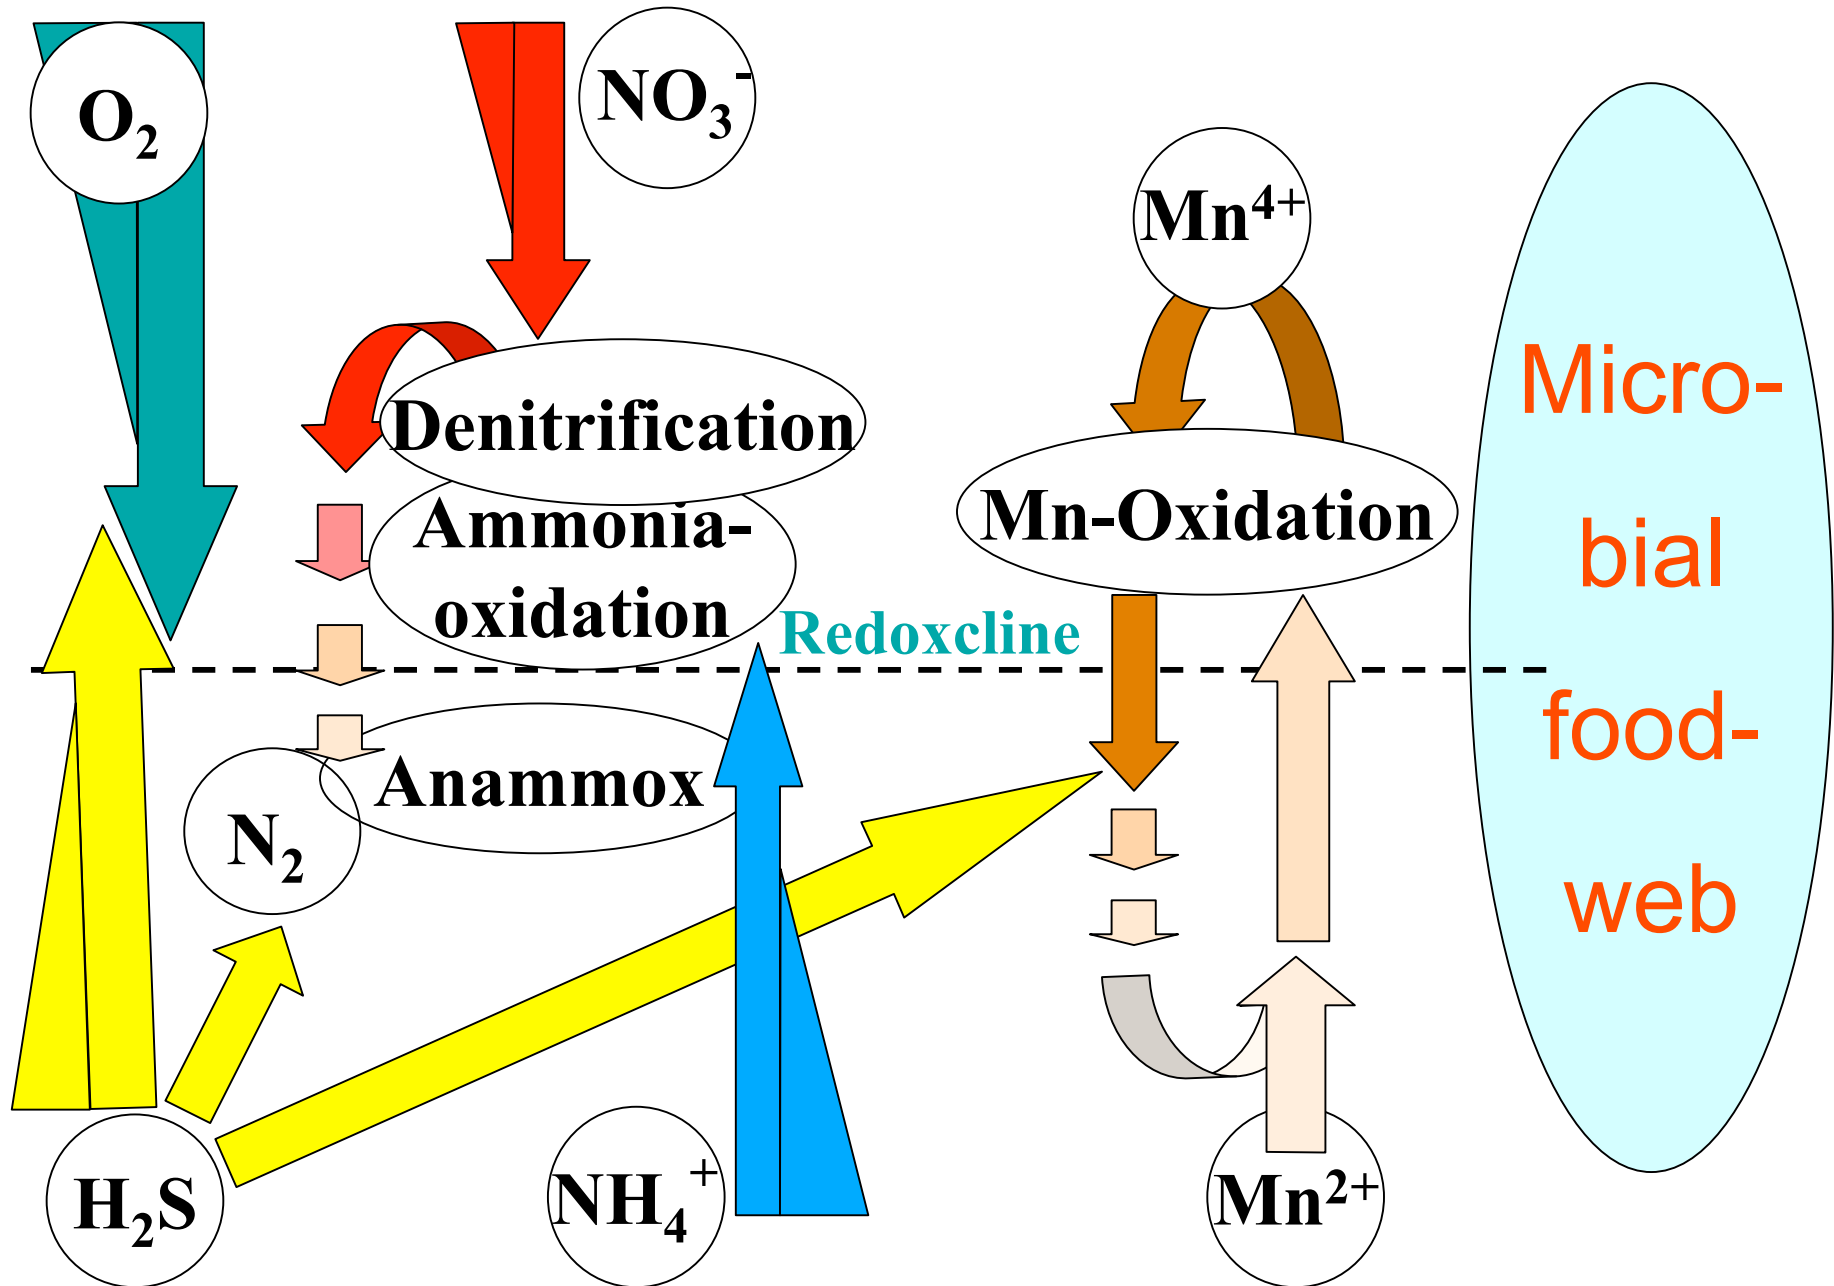 O₂
NO₃⁻
Mn⁴⁺
Denitrification
Ammonia-
oxidation
Mn-Oxidation
Redoxcline
Anammox
N₂
H₂S
NH₄⁺
Mn²⁺
Micro-
bial
food-
web